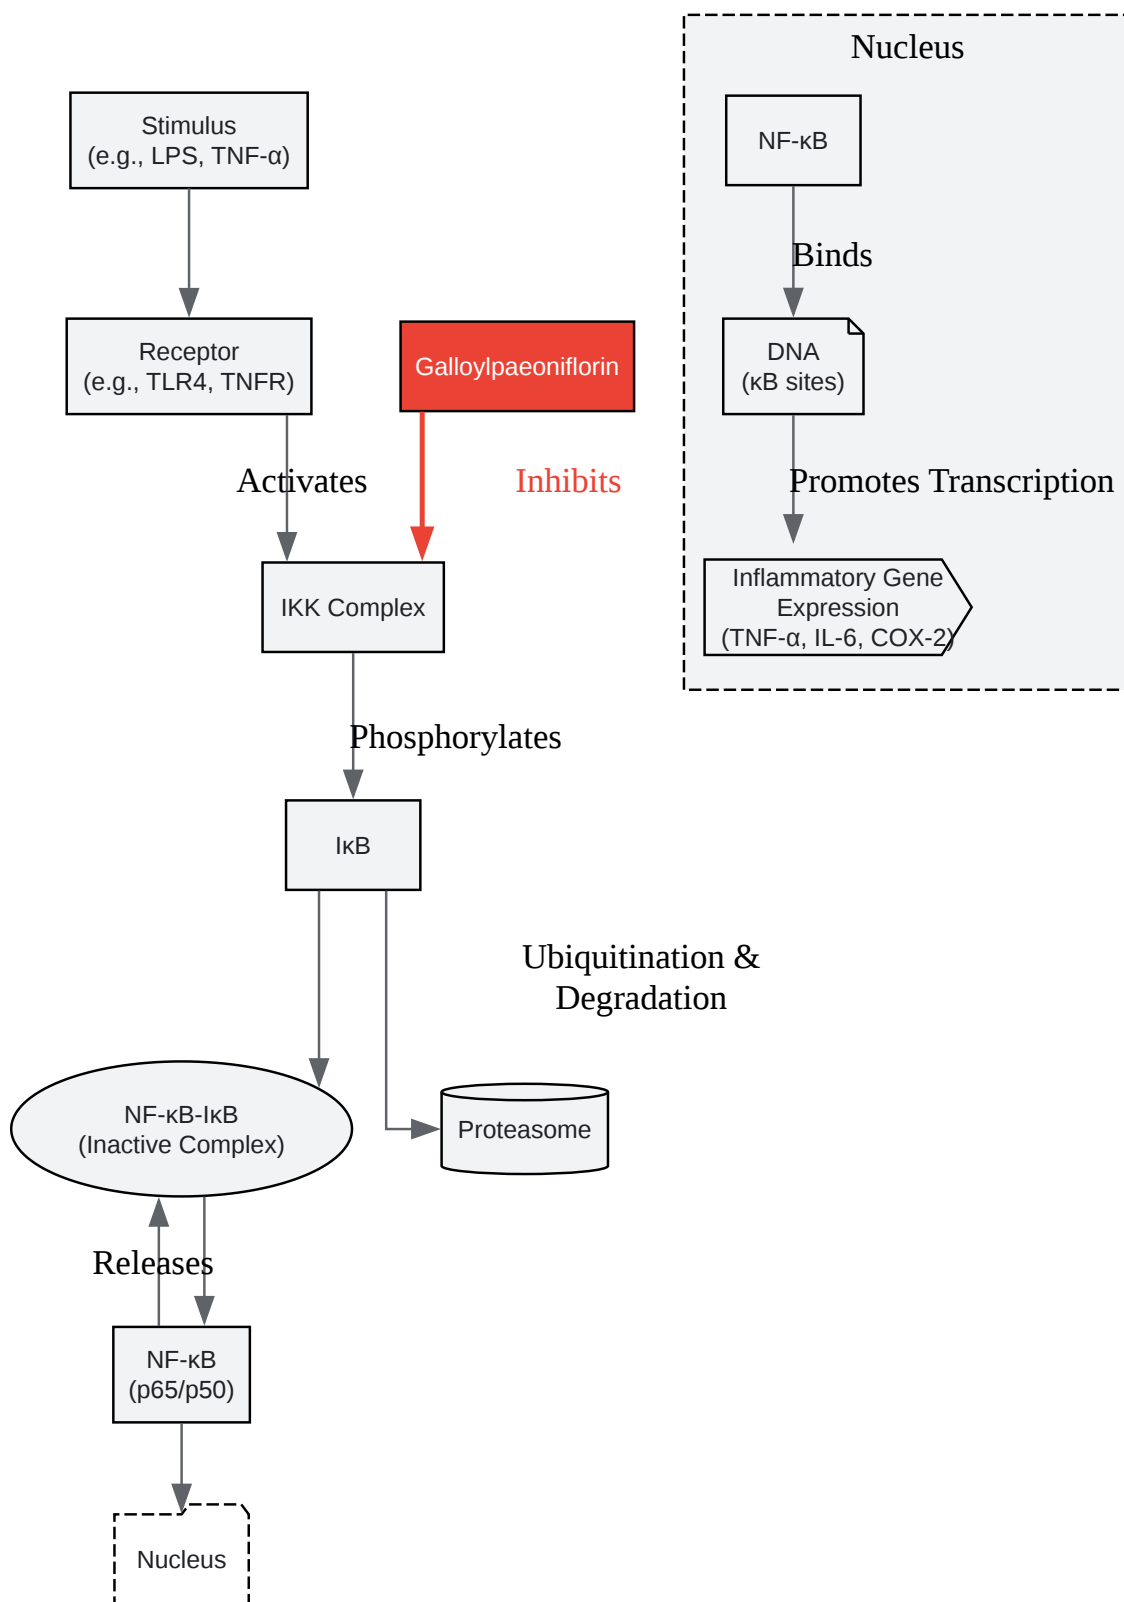 Stimulus
(e.g., LPS, TNF-α)
Receptor
(e.g., TLR4, TNFR)
Galloylpaeoniflorin
Activates
Inhibits
IKK Complex
Phosphorylates
IκB
Ubiquitination &
Degradation
NF-κB-IκB
(Inactive Complex)
Proteasome
Releases
NF-κB
(p65/p50)
Nucleus
Nucleus
NF-κB
Binds
DNA
(κB sites)
Promotes Transcription
Inflammatory Gene
Expression
(TNF-α, IL-6, COX-2)